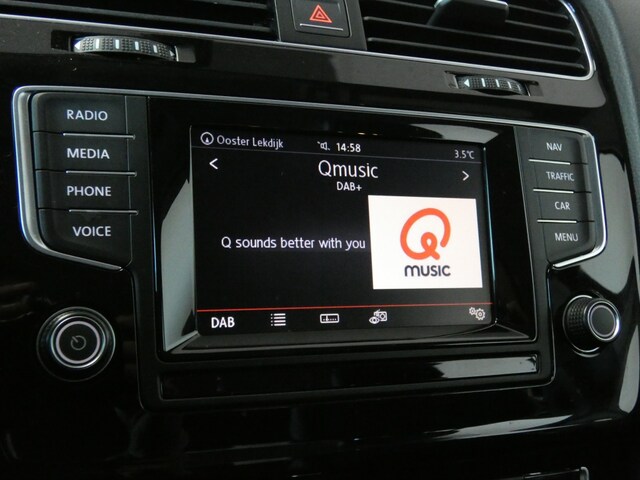 RADIO
MEDIA
PHONE
VOICE
Ooster Lekdijk 14:58 3.5°C
Qmusic
DAB+
Q sounds better with you
Q
MUSIC
DAB
NAV
TRAFFIC
CAR
MENU